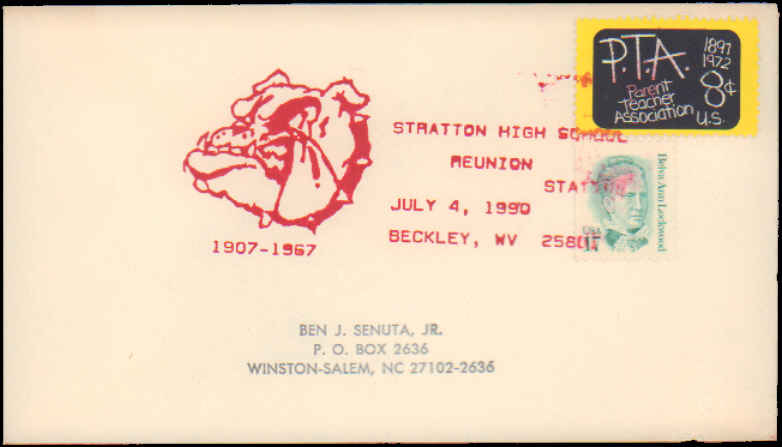 P.T.A.
1897
1972
8¢
Parent
Teacher
Association
U.S.
STRATTON HIGH SCHOOL
REUNION
STATION
JULY 4, 1990
BECKLEY, WV 25801
1907-1967
Belva Ann Lockwood
USA
17
BEN J. SENUTA, JR.
P. O. BOX 2636
WINSTON-SALEM, NC 27102-2636